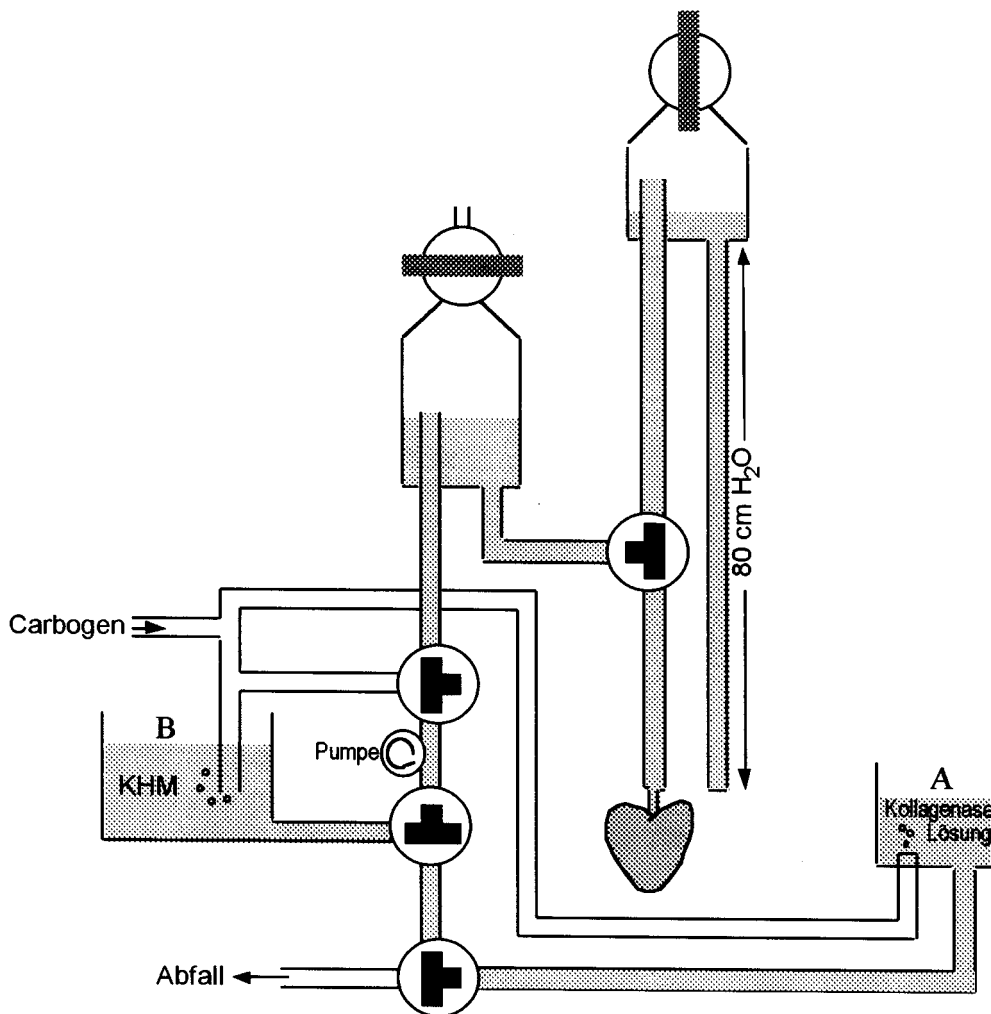 80 cm H₂O
Carbogen
B
Pumpe
KHM
A
Kollagenase
Lösung
Abfall